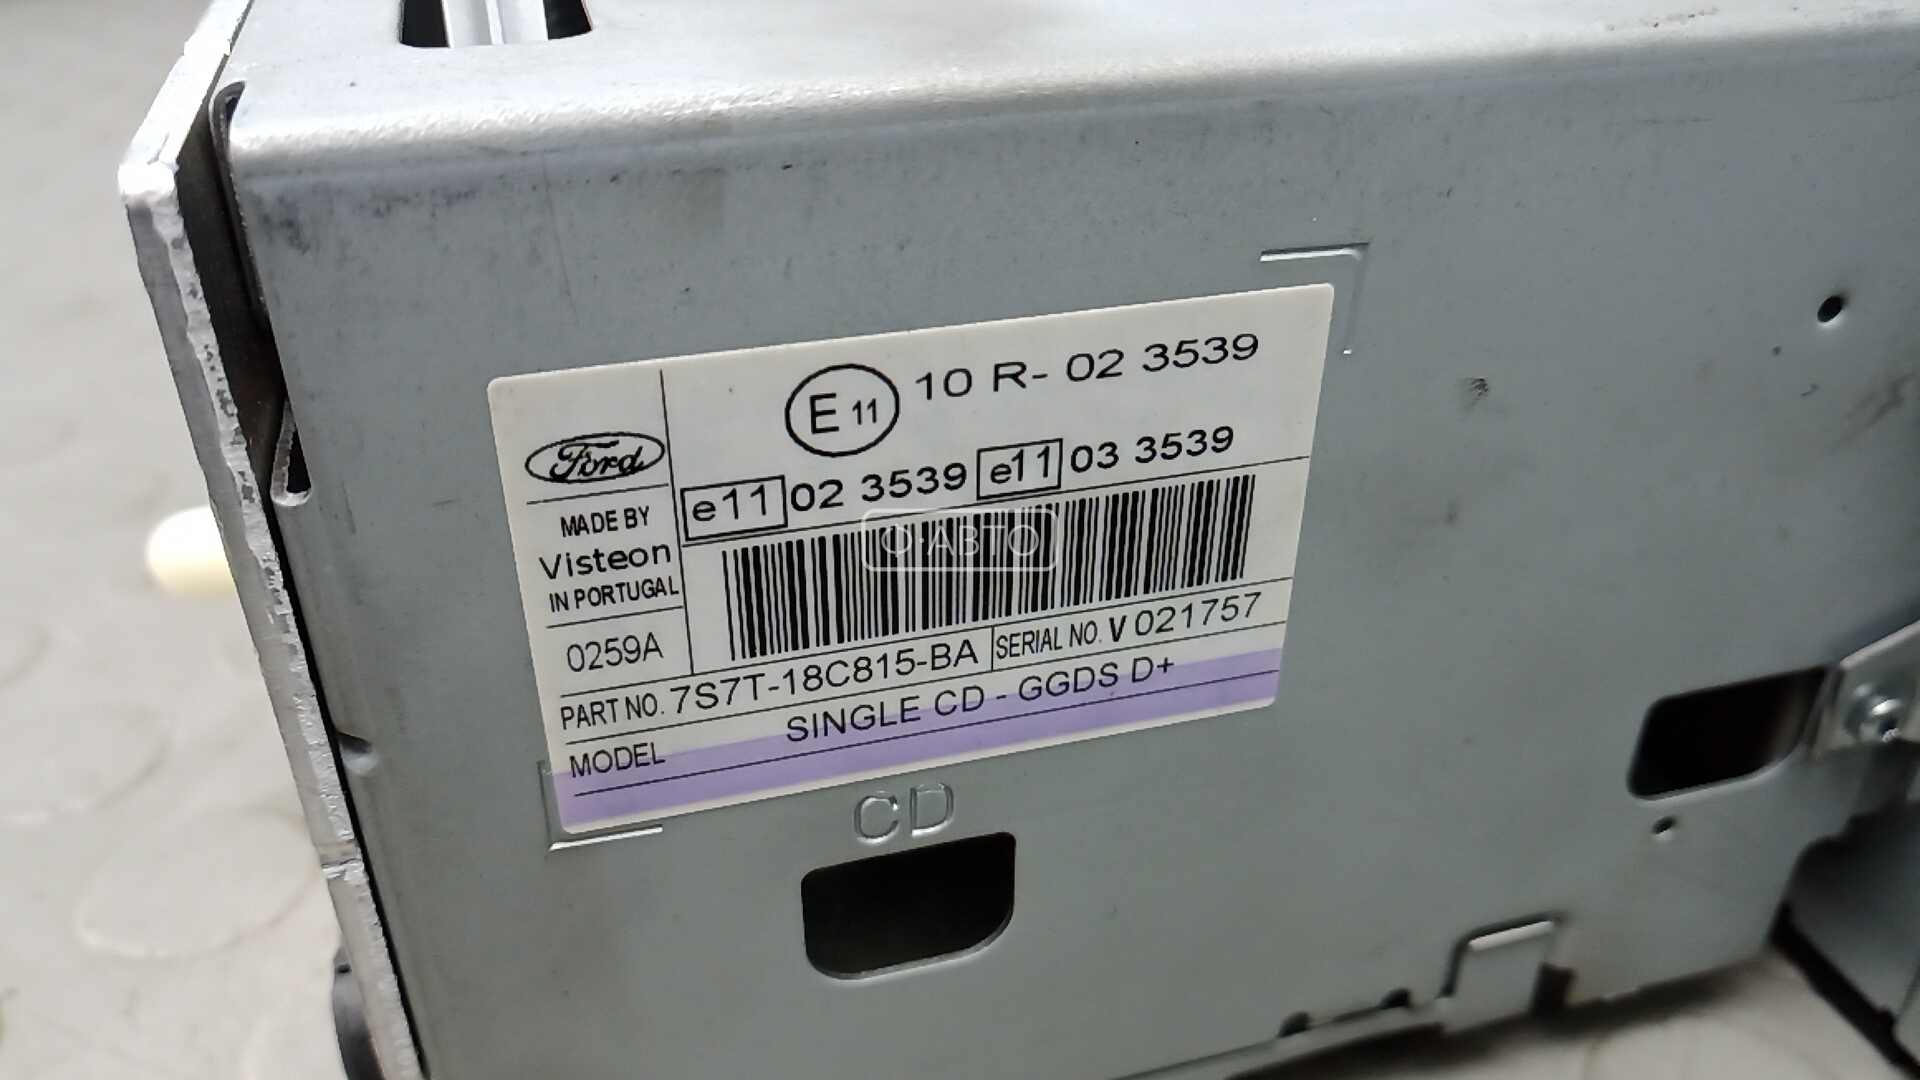 Ford
MADE BY
Visteon
IN PORTUGAL
0259A
E 11 10 R- 02 3539
e11 02 3539 e11 03 3539
О·АВТО
PART NO. 7S7T-18C815-BA SERIAL NO. V 021757
MODEL SINGLE CD - GGDS D+
CD